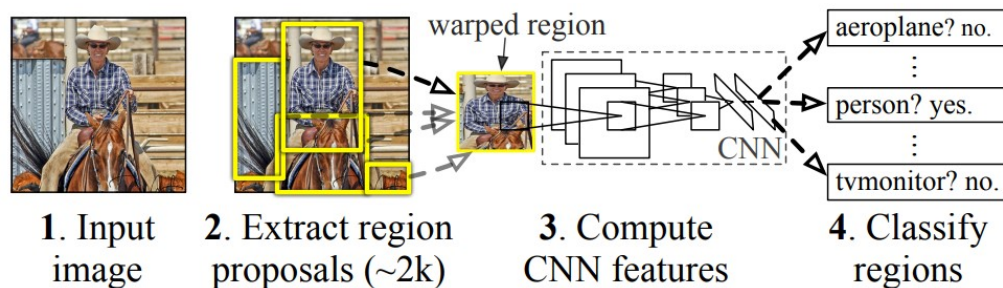 warped region
aeroplane? no.
person? yes.
CNN
tvmonitor? no.
1. Input
image
2. Extract region
proposals (~2k)
3. Compute
CNN features
4. Classify
regions